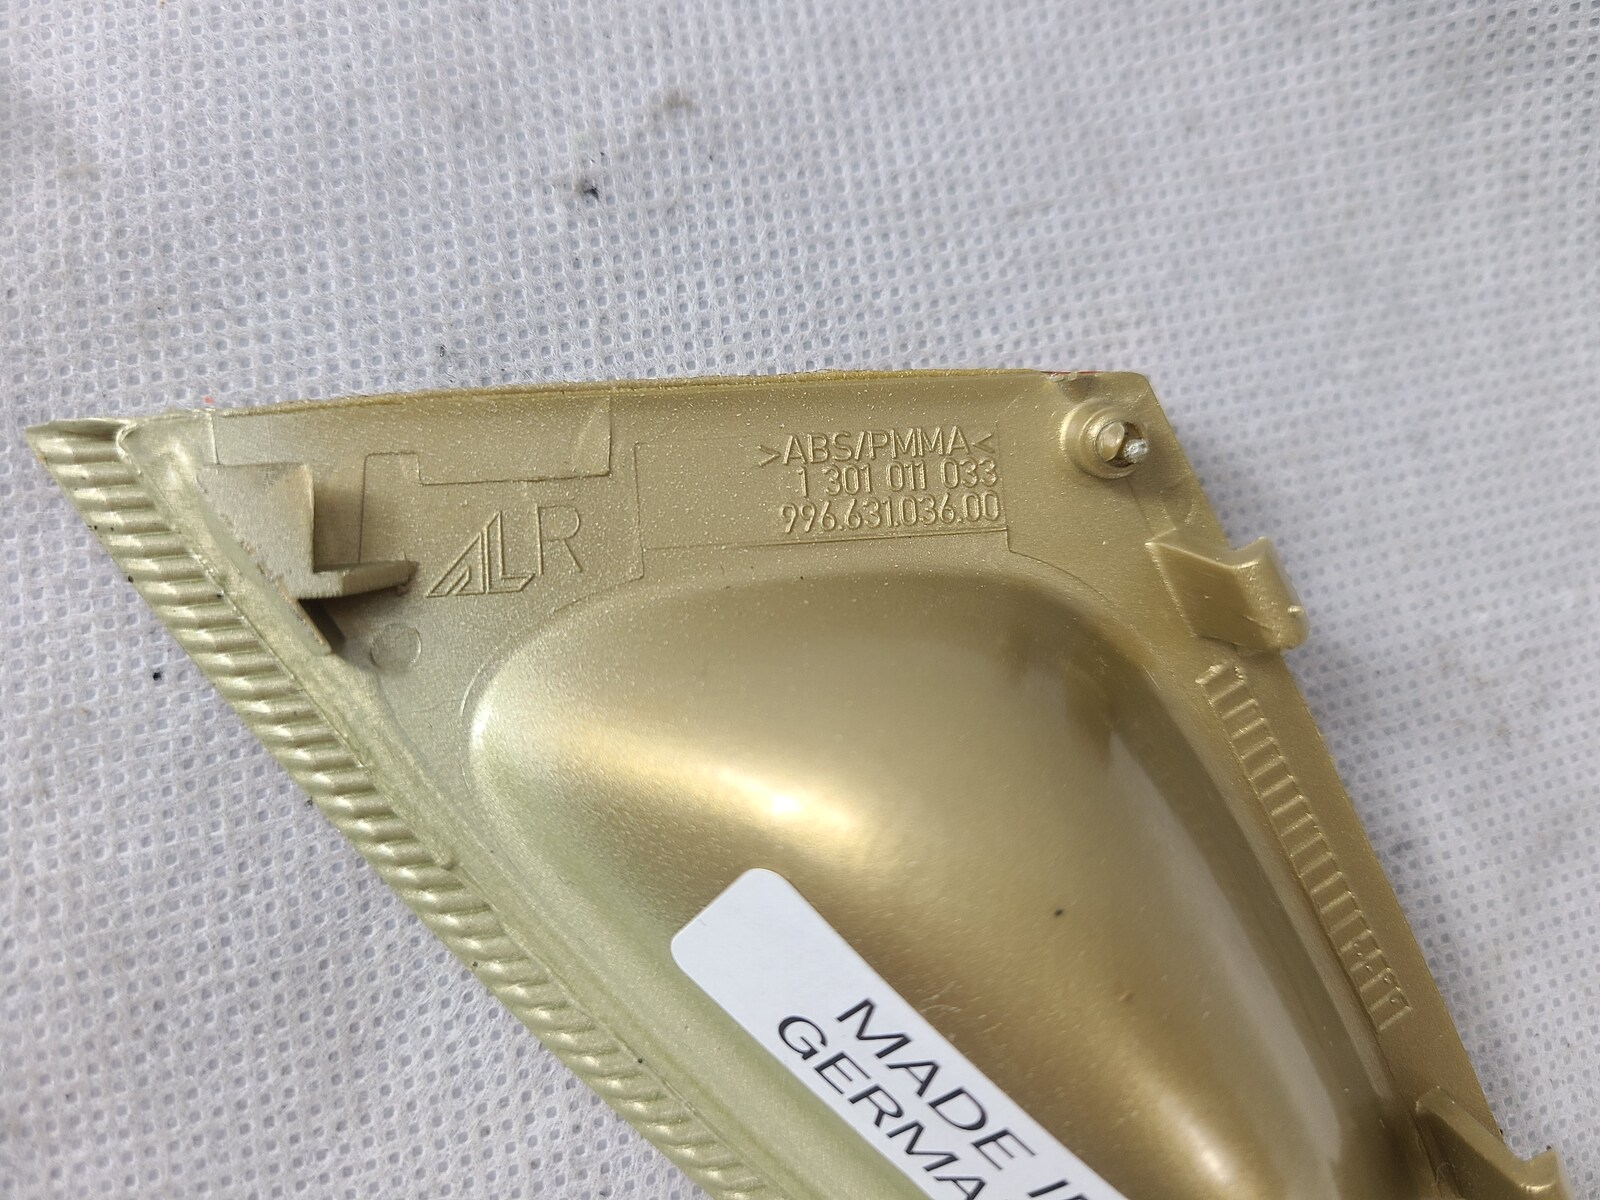 >ABS/PMMA<
1 301 011 033
996.631.036.00
ALR
MADE I
GERMA